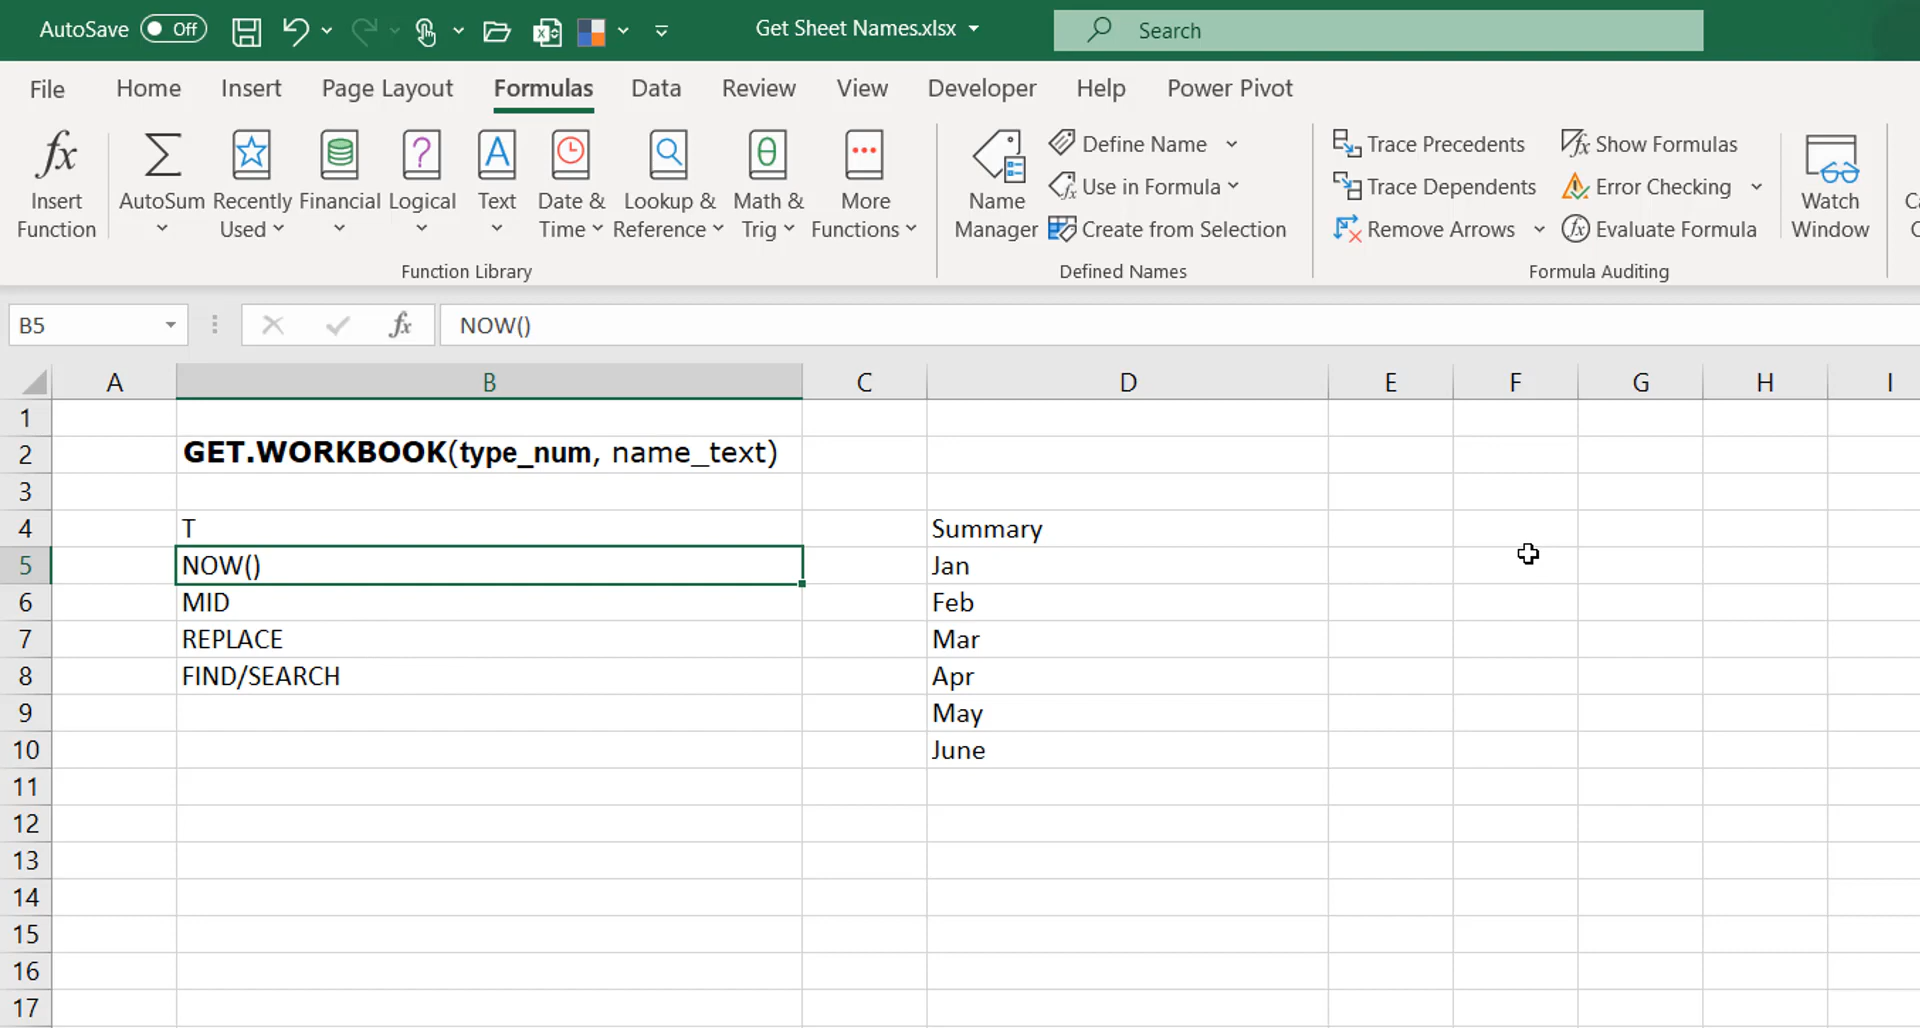 AutoSave Off Get Sheet Names.xlsx Search
File Home Insert Page Layout Formulas Data Review View Developer Help Power Pivot
Insert Function
AutoSum
Recently Used
Financial
Logical
Text
Date & Time
Lookup & Reference
Math & Trig
More Functions
Function Library
Name Manager
Define Name
Use in Formula
Create from Selection
Defined Names
Trace Precedents
Trace Dependents
Remove Arrows
Show Formulas
Error Checking
Evaluate Formula
Formula Auditing
Watch Window
B5 fx NOW()
A B C D E F G H I
1
2 GET.WORKBOOK(type_num, name_text)
3
4 T Summary
5 NOW() Jan
6 MID Feb
7 REPLACE Mar
8 FIND/SEARCH Apr
9 May
10 June
11
12
13
14
15
16
17